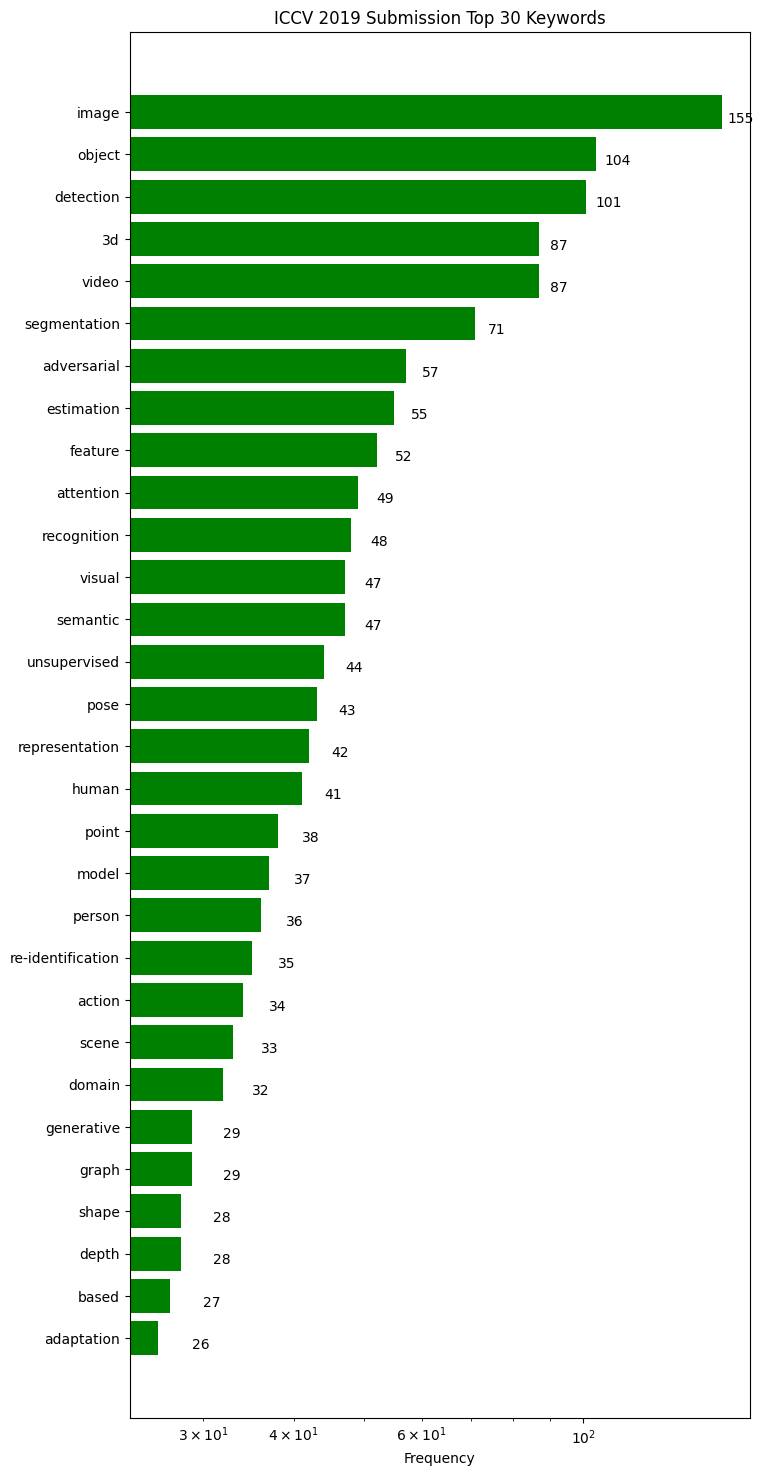 ICCV 2019 Submission Top 30 Keywords
image 155
object 104
detection 101
3d 87
video 87
segmentation 71
adversarial 57
estimation 55
feature 52
attention 49
recognition 48
visual 47
semantic 47
unsupervised 44
pose 43
representation 42
human 41
point 38
model 37
person 36
re-identification 35
action 34
scene 33
domain 32
generative 29
graph 29
shape 28
depth 28
based 27
adaptation 26
3 × 10¹ 4 × 10¹ 6 × 10¹ 10²
Frequency